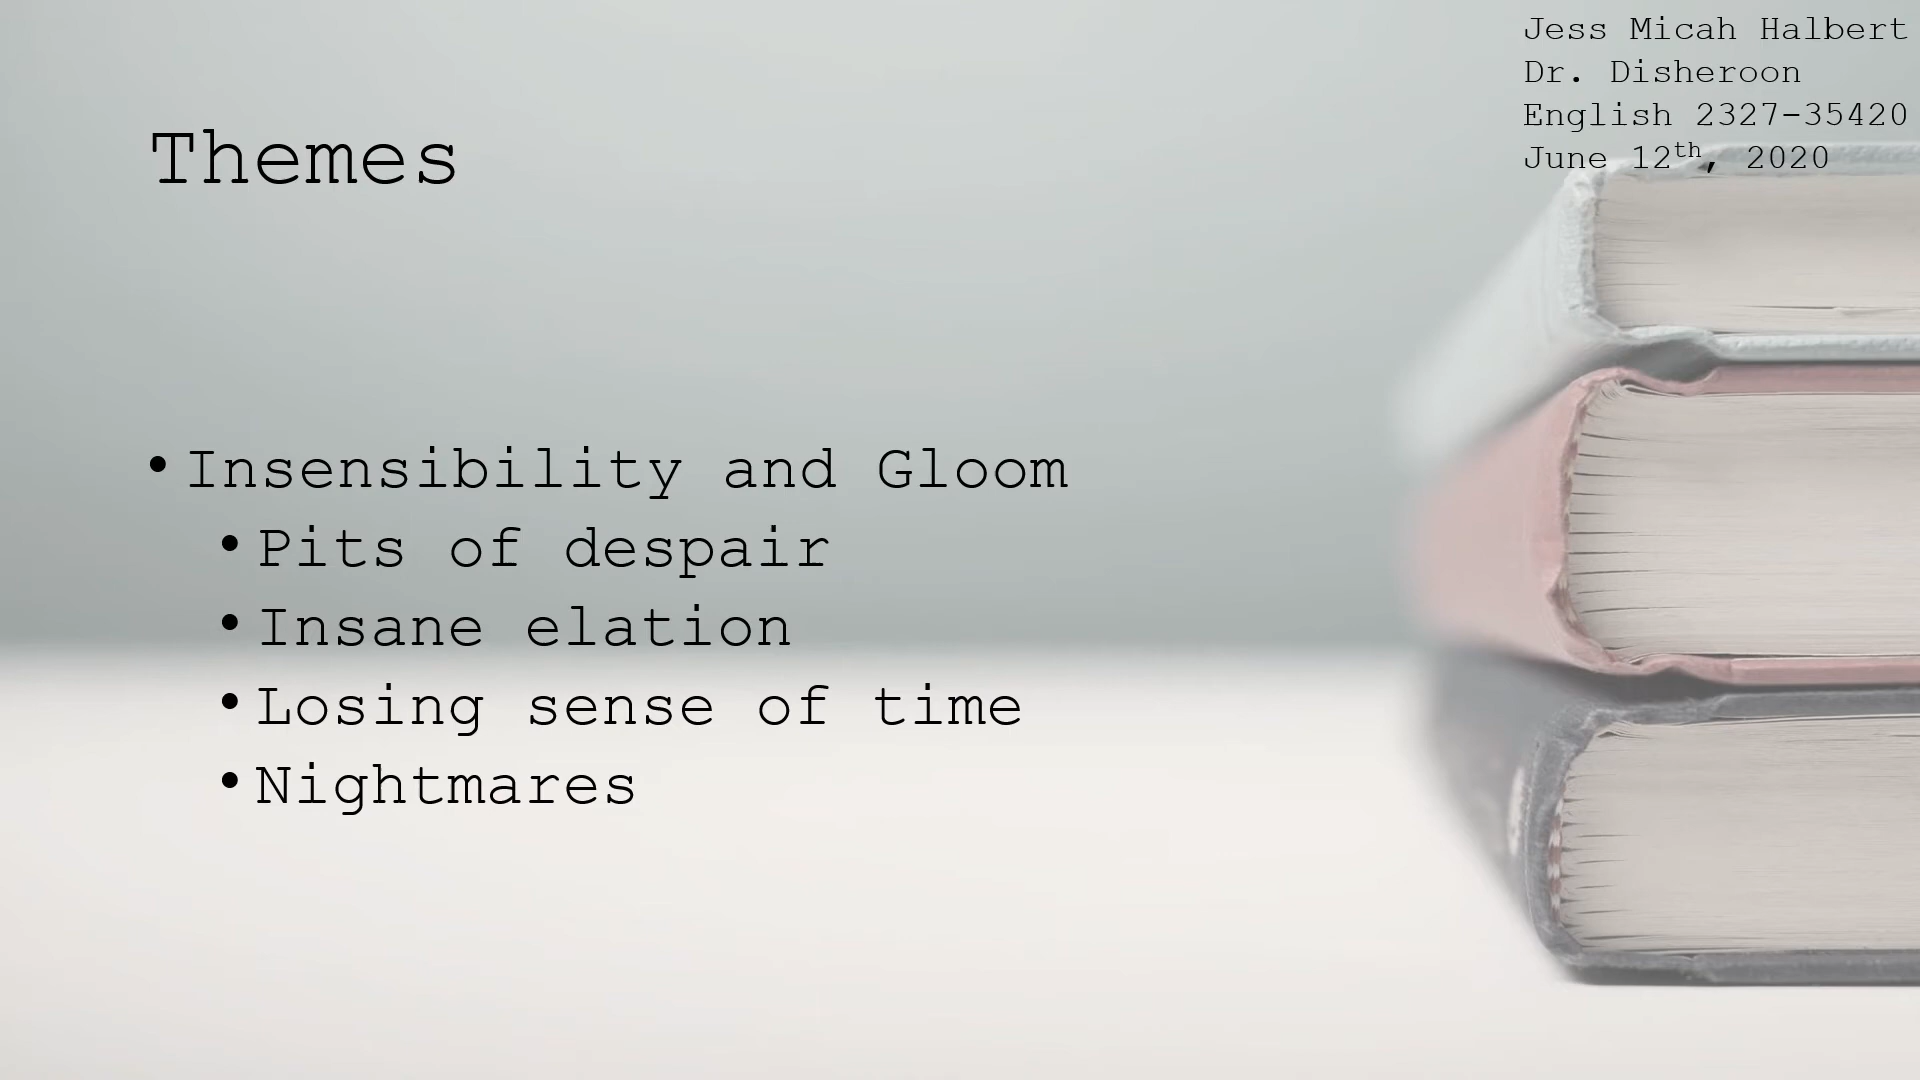 Jess Micah Halbert
Dr. Disheroon
English 2327-35420
June 12th, 2020
Themes
• Insensibility and Gloom
• Pits of despair
• Insane elation
• Losing sense of time
• Nightmares